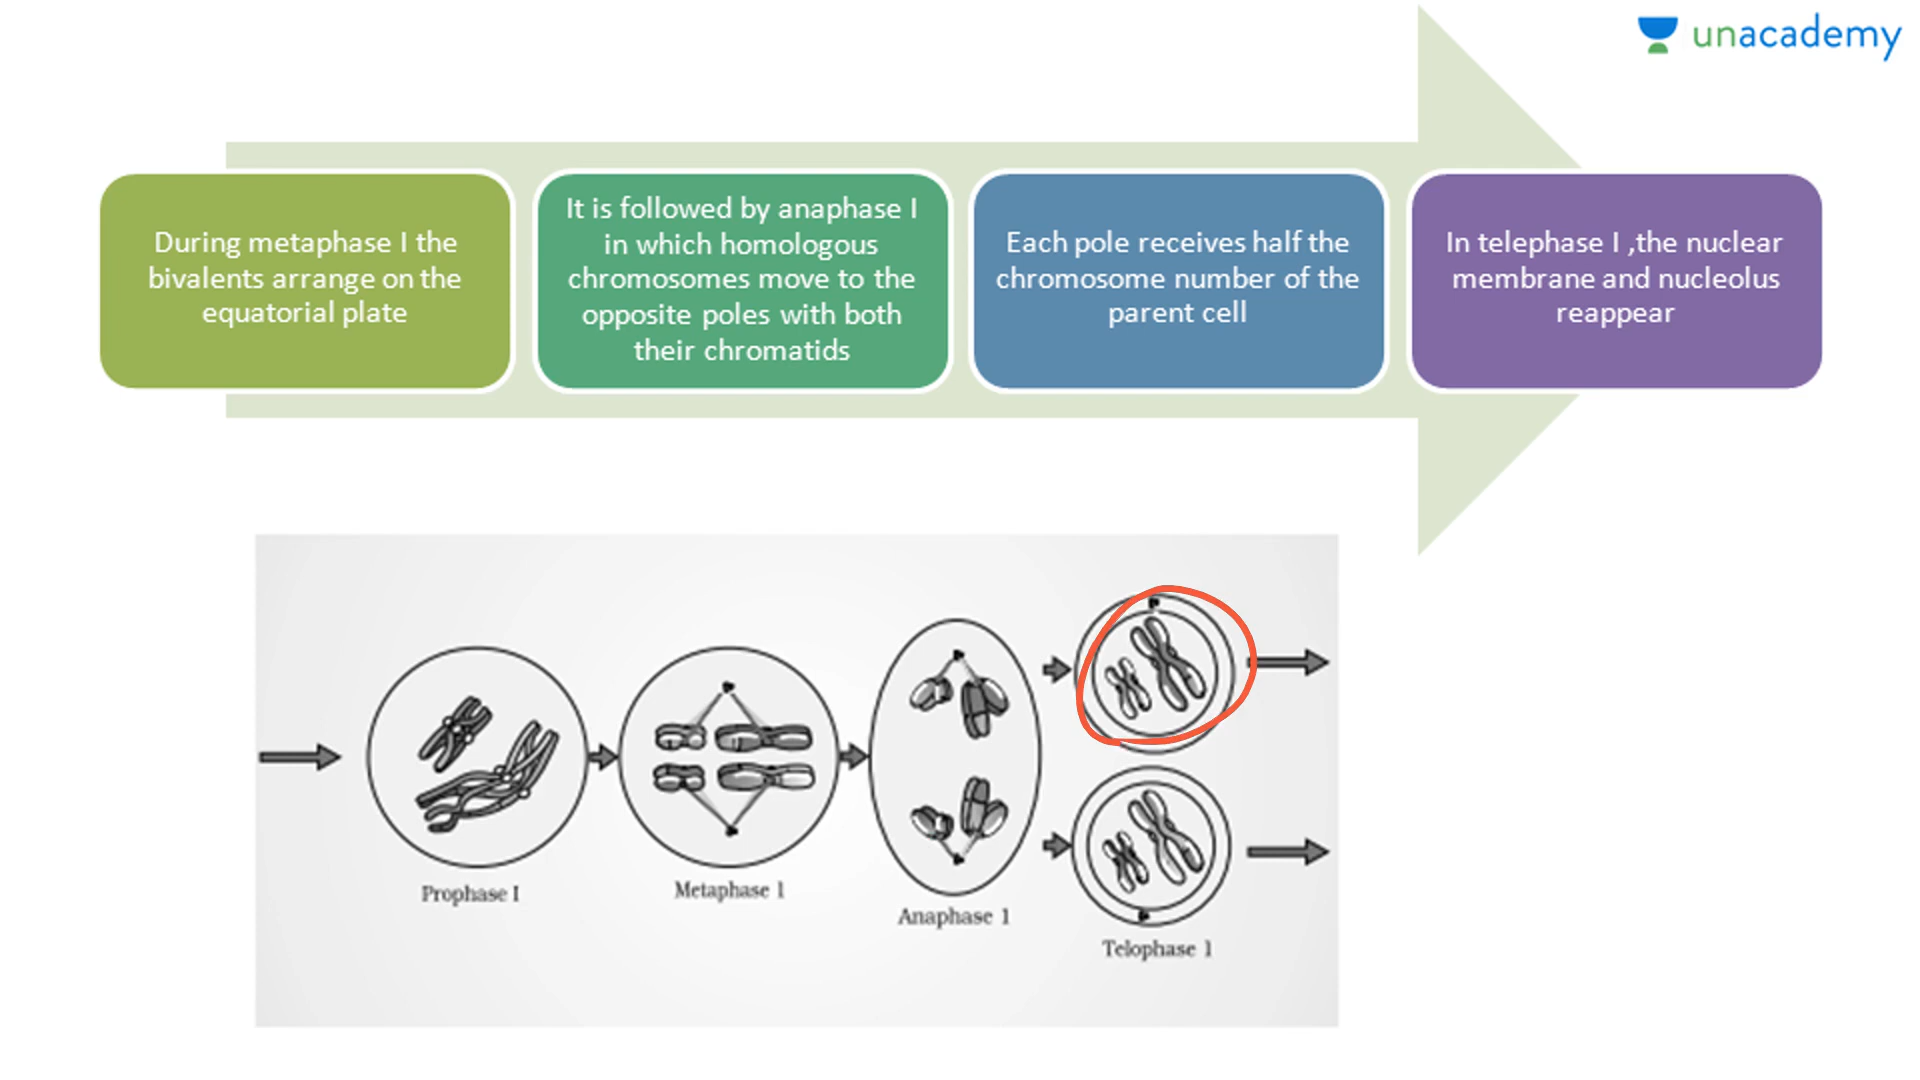 unacademy
During metaphase I the
bivalents arrange on the
equatorial plate
It is followed by anaphase I
in which homologous
chromosomes move to the
opposite poles with both
their chromatids
Each pole receives half the
chromosome number of the
parent cell
In telephase I ,the nuclear
membrane and nucleolus
reappear
Prophase I
Metaphase 1
Anaphase 1
Telophase 1